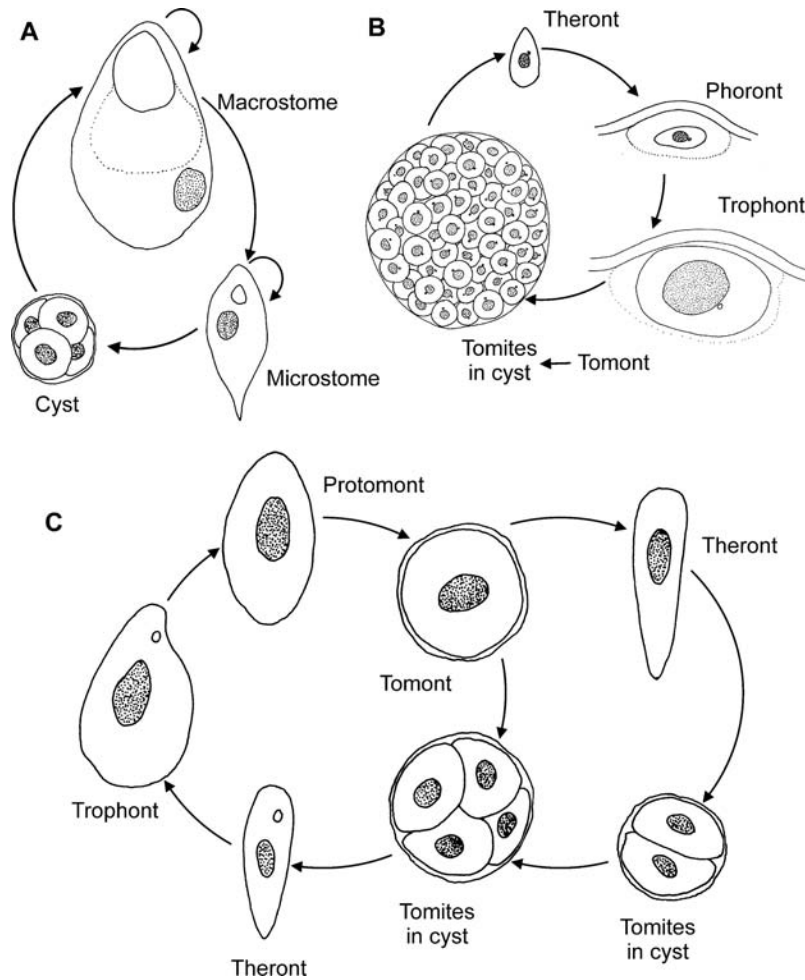 A
Macrostome
Microstome
Cyst
B
Theront
Phoront
Trophont
Tomites
in cyst
Tomont
C
Protomont
Tomont
Theront
Trophont
Theront
Tomites
in cyst
Tomites
in cyst